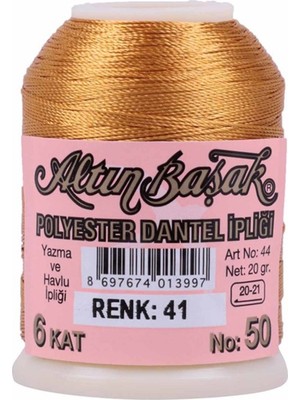 Altın Başak®
POLYESTER DANTEL İPLİĞİ
Yazma
ve
Havlu
İpliği
8 697674 013997
Art No: 44
Net: 20 gr.
20-21
RENK: 41
6 KAT
No: 50